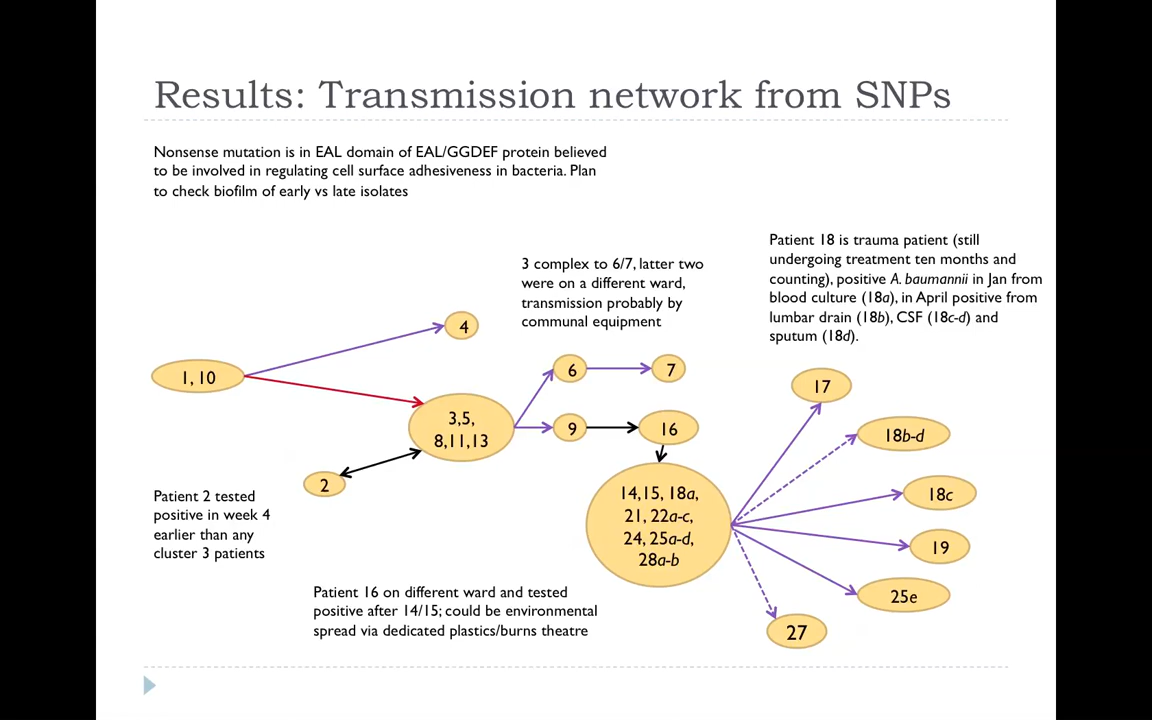 Results: Transmission network from SNPs
Nonsense mutation is in EAL domain of EAL/GGDEF protein believed
to be involved in regulating cell surface adhesiveness in bacteria. Plan
to check biofilm of early vs late isolates
Patient 18 is trauma patient (still
undergoing treatment ten months and
counting), positive A. baumannii in Jan from
blood culture (18a), in April positive from
lumbar drain (18b), CSF (18c-d) and
sputum (18d).
3 complex to 6/7, latter two
were on a different ward,
transmission probably by
communal equipment
4
1, 10
6
7
17
3,5,
8,11,13
9
16
18b-d
2
14,15, 18a,
21, 22a-c,
24, 25a-d,
28a-b
18c
19
25e
27
Patient 2 tested
positive in week 4
earlier than any
cluster 3 patients
Patient 16 on different ward and tested
positive after 14/15; could be environmental
spread via dedicated plastics/burns theatre